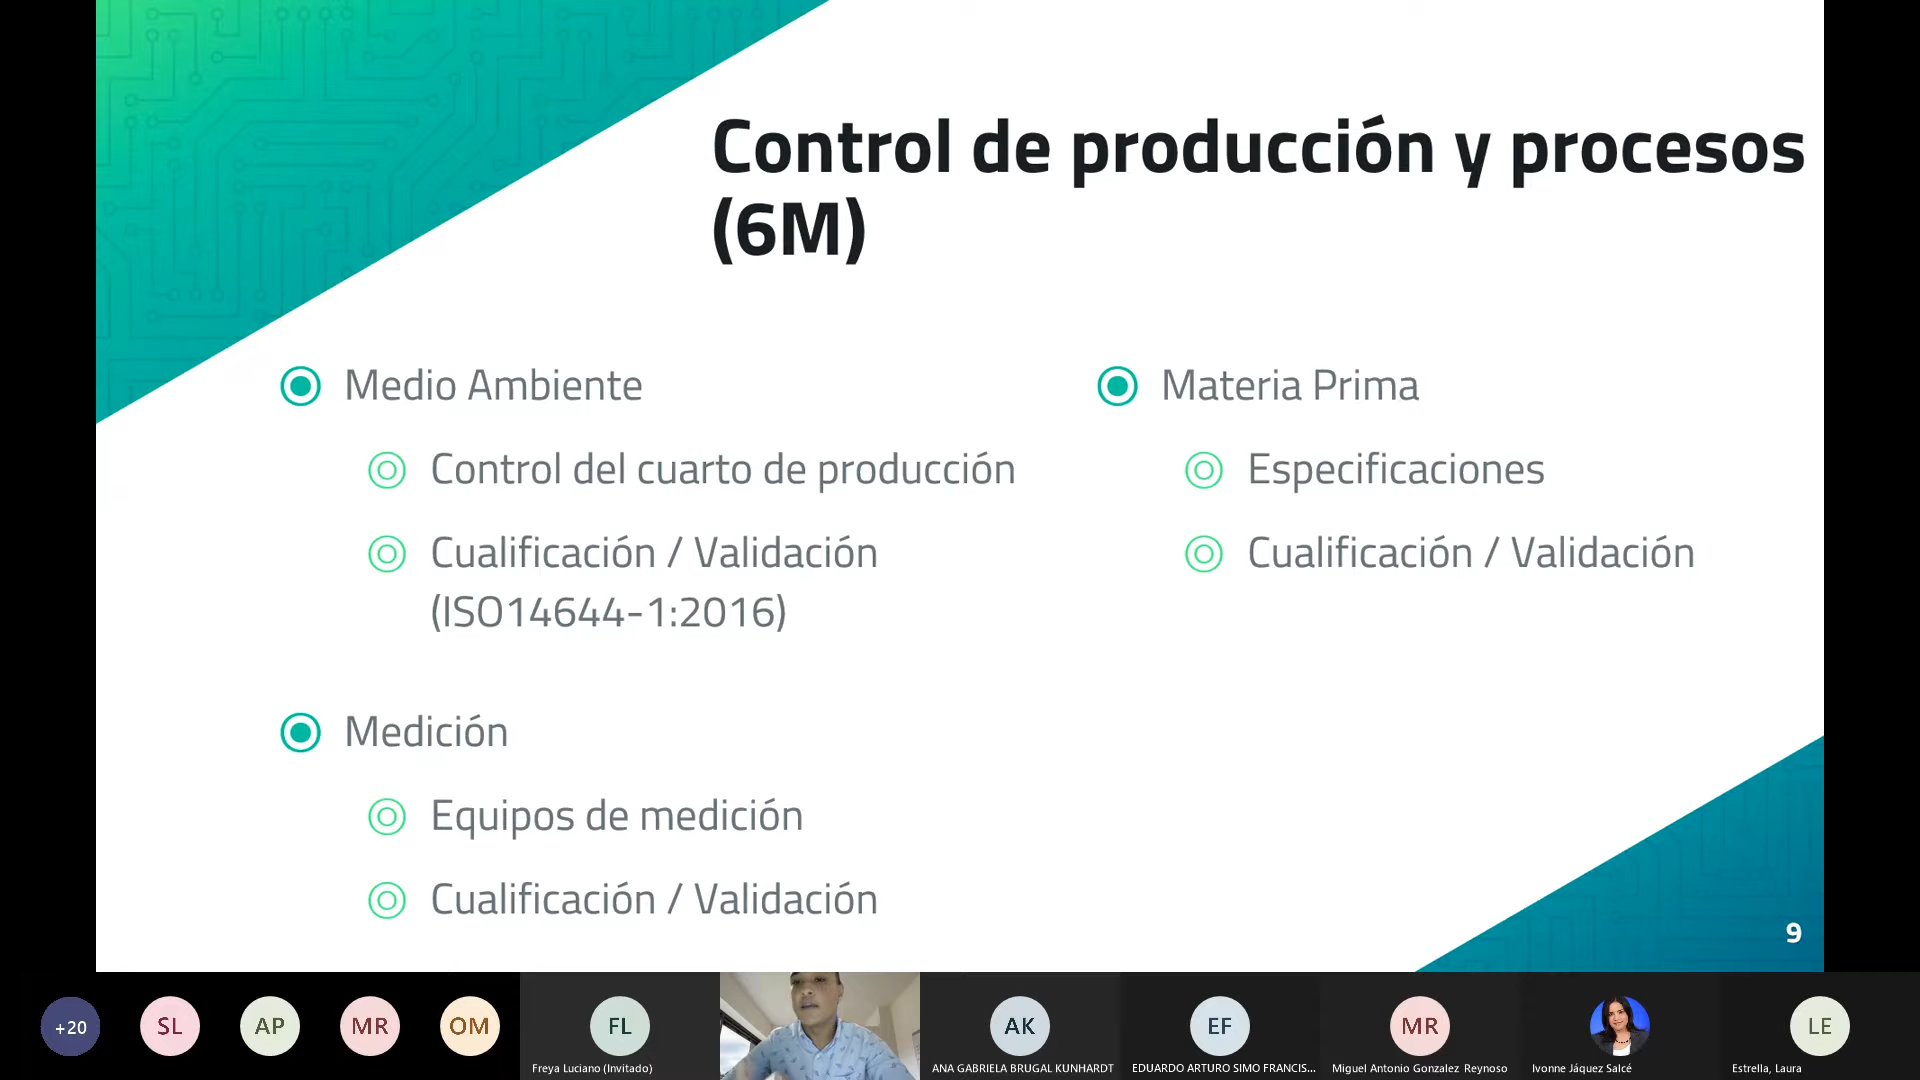 Control de producción y procesos
(6M)
Medio Ambiente
Control del cuarto de producción
Cualificación / Validación
(ISO14644-1:2016)
Medición
Equipos de medición
Cualificación / Validación
Materia Prima
Especificaciones
Cualificación / Validación
9
+20
SL
AP
MR
OM
FL
Freya Luciano (Invitado)
AK
ANA GABRIELA BRUGAL KUNHARDT
EF
EDUARDO ARTURO SIMO FRANCIS...
MR
Miguel Antonio Gonzalez Reynoso
Ivonne Jáquez Salcé
LE
Estrella, Laura